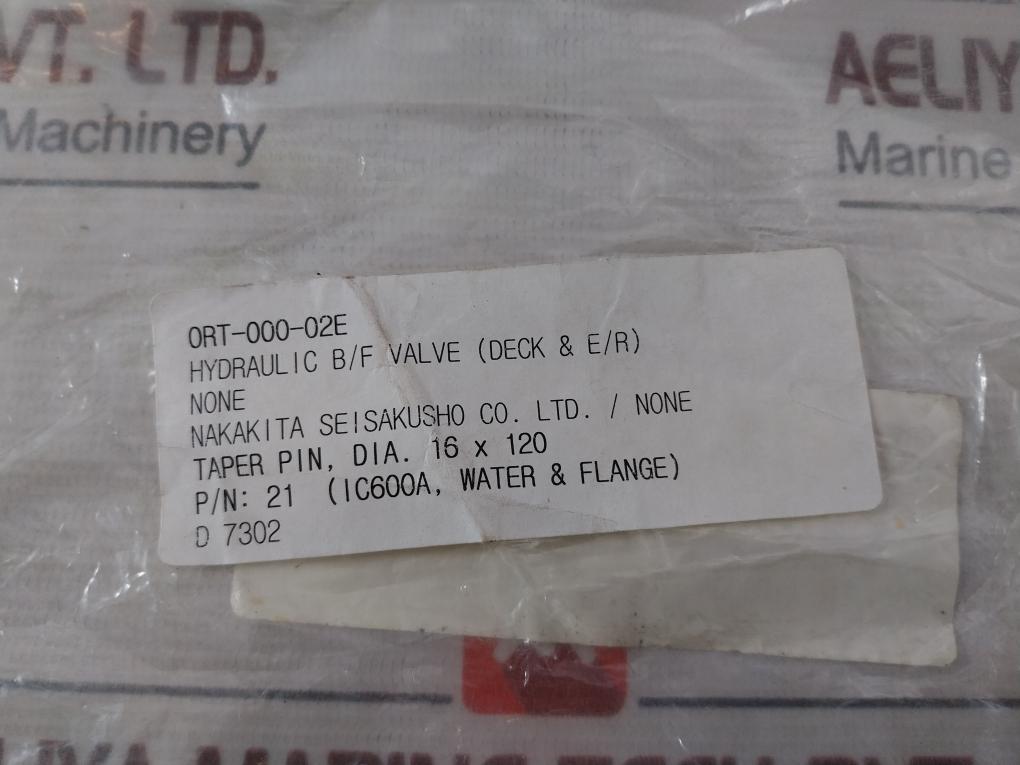 VT. LTD.
Machinery
AELIY
Marine
0RT-000-02E
HYDRAULIC B/F VALVE (DECK & E/R)
NONE
NAKAKITA SEISAKUSHO CO. LTD. / NONE
TAPER PIN, DIA. 16 x 120
P/N: 21 (IC600A, WATER & FLANGE)
D 7302